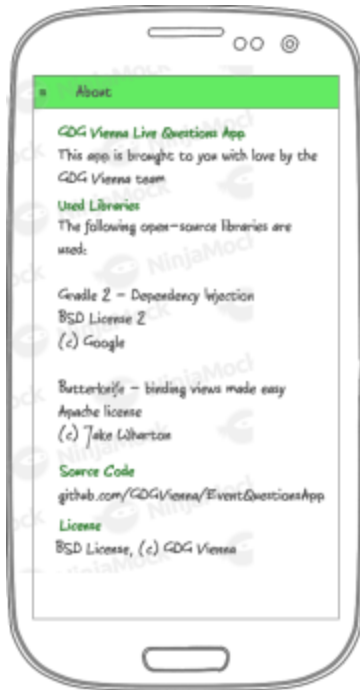 About
GDG Vienna Live Questions App
This app is brought to you with love by the
GDG Vienna team
Used Libraries
The following open-source libraries are
used:
Gradle 2 - Dependency Injection
BSD License 2
(c) Google
Butterknife - binding views made easy
Apache license
(c) Jake Wharton
Source Code
github.com/GDGVienna/EventQuestionsApp
License
BSD License, (c) GDG Vienna
NinjaMock